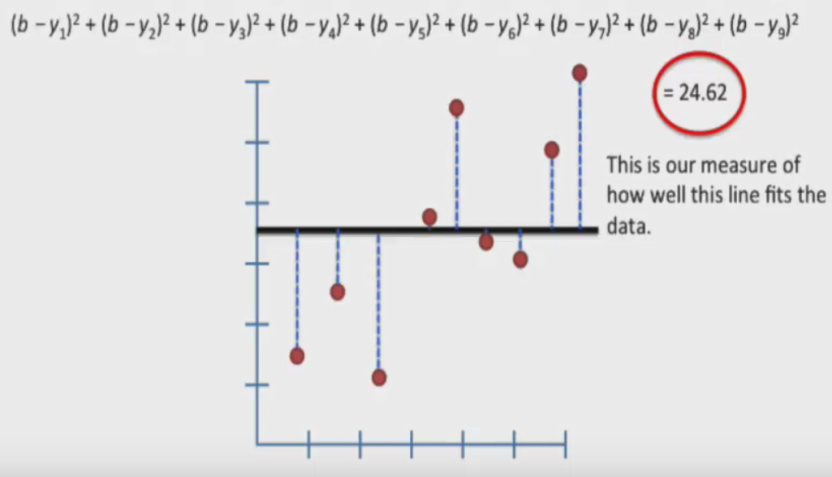 (b – y₁)² + (b – y₂)² + (b – y₃)² + (b – y₄)² + (b – y₅)² + (b – y₆)² + (b – y₇)² + (b – y₈)² + (b – y₉)²
= 24.62
This is our measure of
how well this line fits the
data.